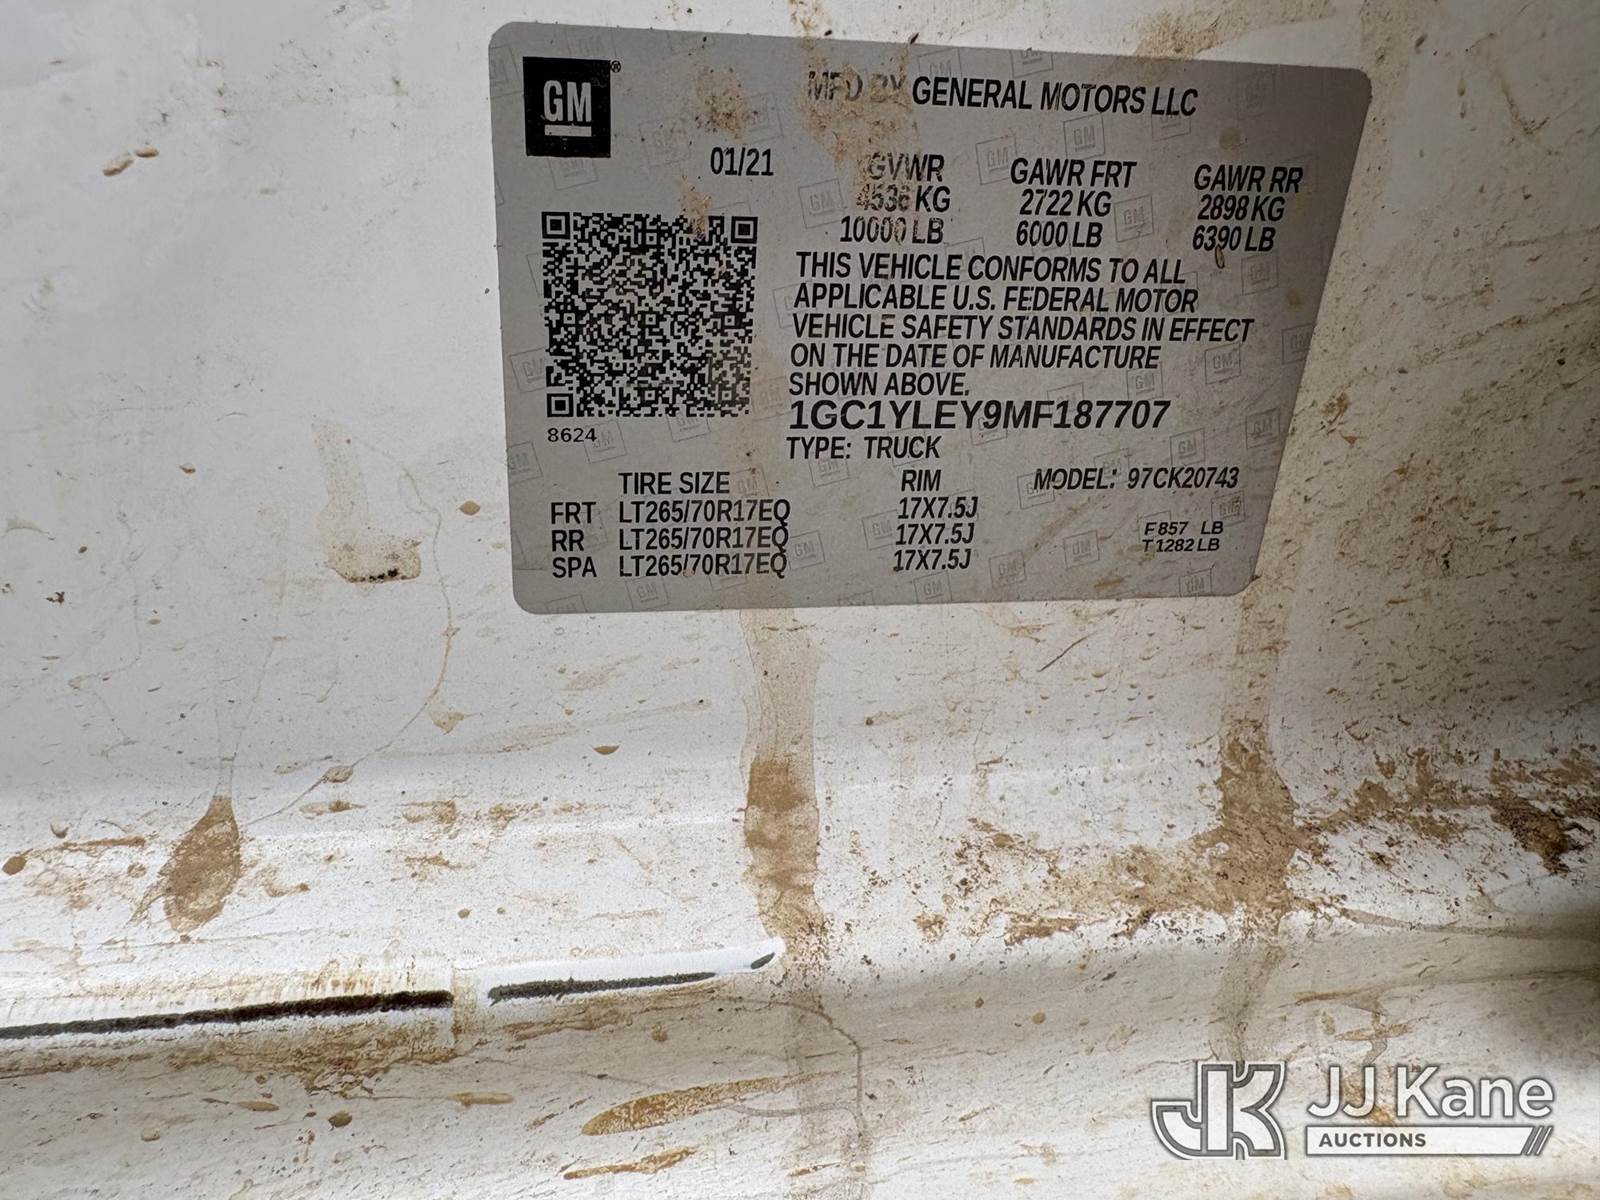 GM®
MFD BY GENERAL MOTORS LLC
01/21
GVWR GAWR FRT GAWR RR
4536 KG 2722 KG 2898 KG
10000 LB 6000 LB 6390 LB
THIS VEHICLE CONFORMS TO ALL
APPLICABLE U.S. FEDERAL MOTOR
VEHICLE SAFETY STANDARDS IN EFFECT
ON THE DATE OF MANUFACTURE
SHOWN ABOVE.
1GC1YLEY9MF187707
8624
TYPE: TRUCK
TIRE SIZE RIM MODEL: 97CK20743
FRT LT265/70R17EQ 17X7.5J
RR LT265/70R17EQ 17X7.5J
SPA LT265/70R17EQ 17X7.5J
F857 LB
T1282 LB
JK JJ Kane
AUCTIONS